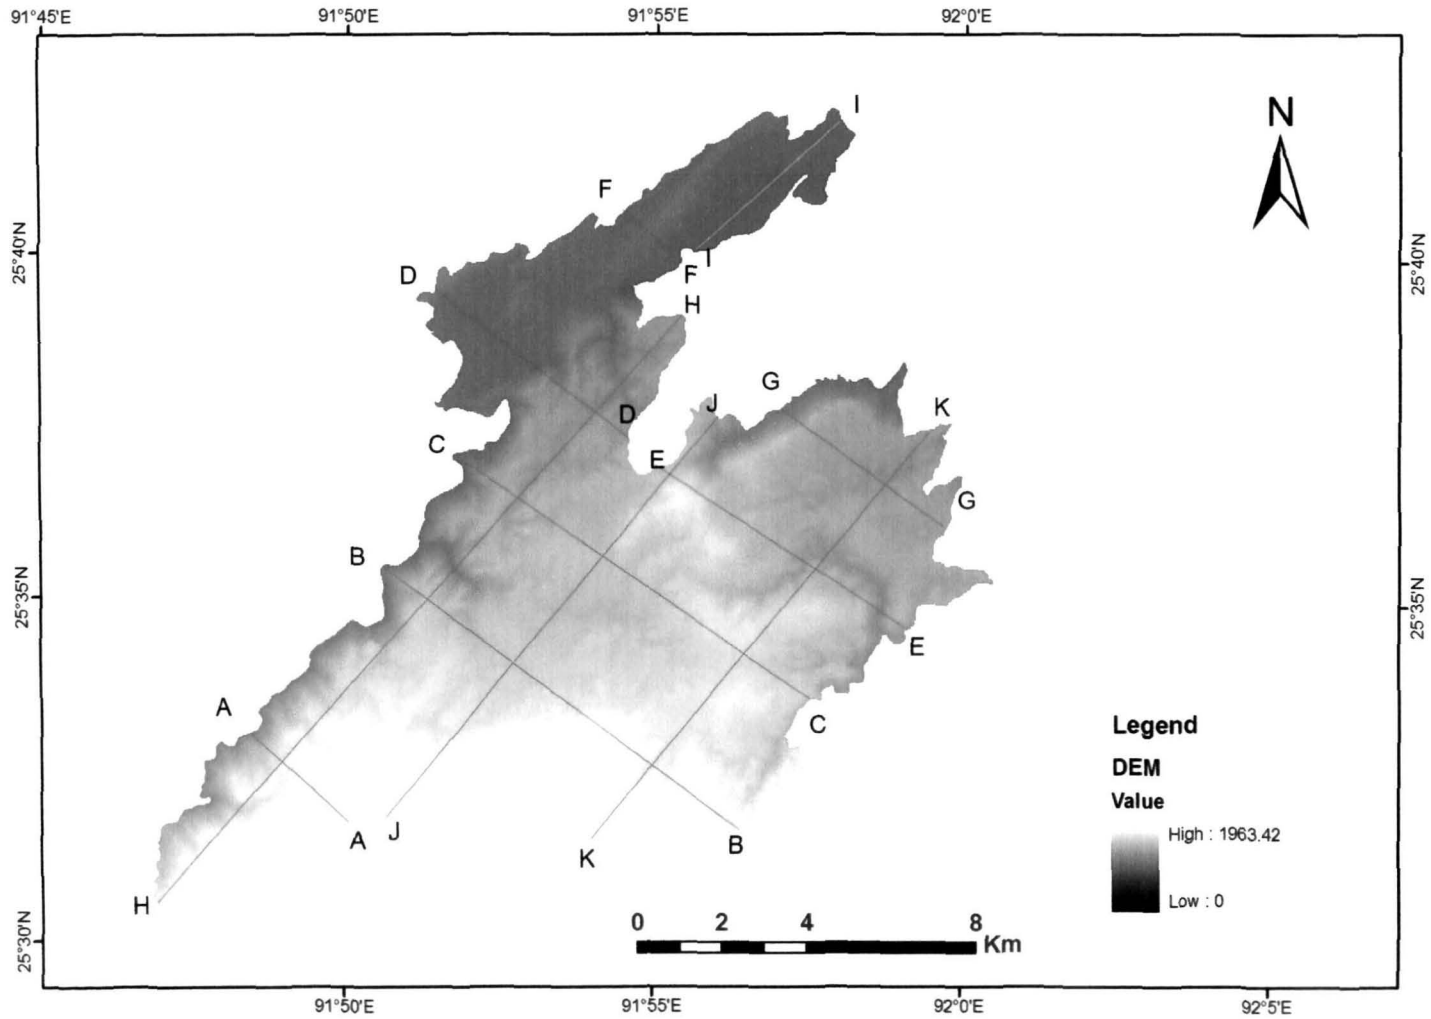 91°45'E 91°50'E 91°55'E 92°0'E
I
N
F
25°40'N
I
25°40'N
D
F
H
G
J
K
D
C
E
G
B
25°35'N
25°35'N
E
A
C
Legend
DEM
Value
High : 1963.42
A J
B
K
Low : 0
H
0 2 4 8
Km
25°30'N
91°50'E 91°55'E 92°0'E 92°5'E